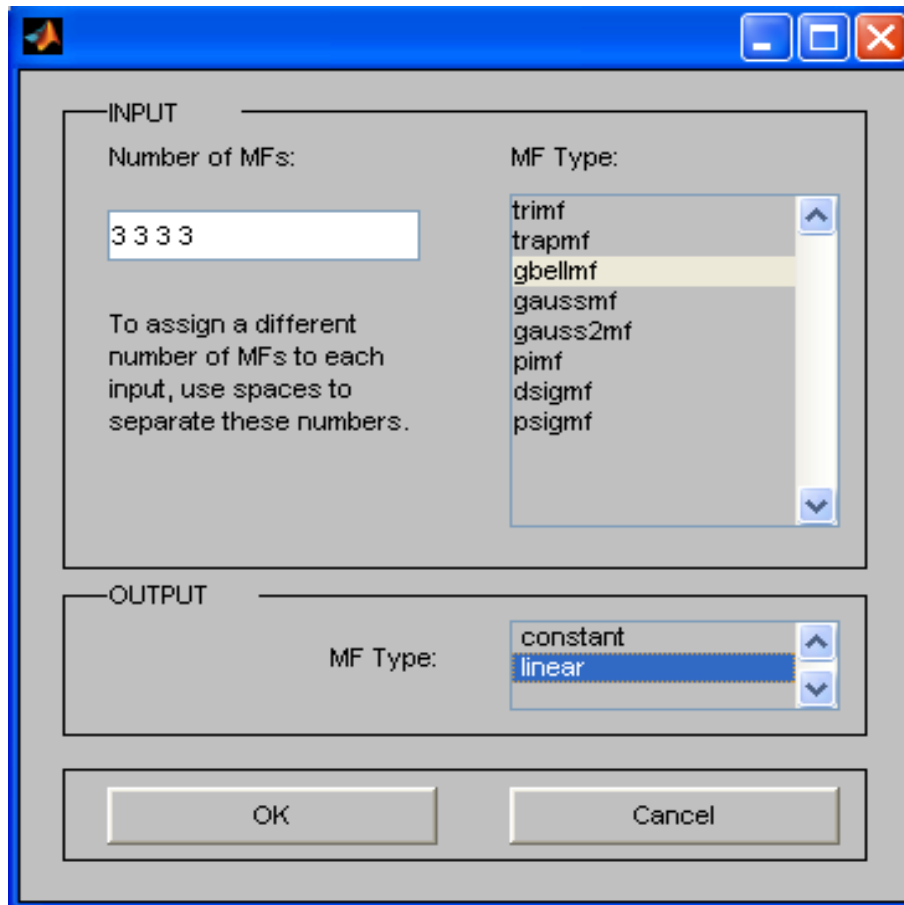 INPUT
Number of MFs:
3 3 3 3
To assign a different
number of MFs to each
input, use spaces to
separate these numbers.
MF Type:
trimf
trapmf
gbellmf
gaussmf
gauss2mf
pimf
dsigmf
psigmf
OUTPUT
MF Type:
constant
linear
OK
Cancel